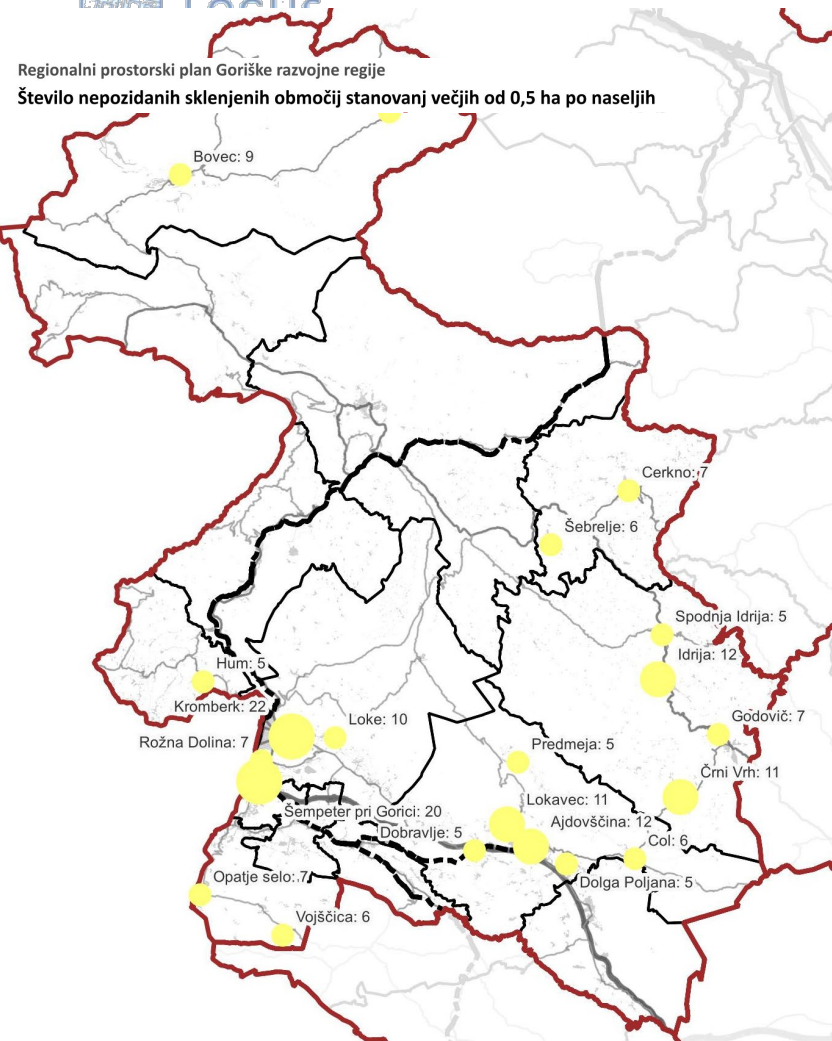 Regionalni prostorski plan Goriške razvojne regije
Število nepozidanih sklenjenih območij stanovanj večjih od 0,5 ha po naseljih
Bovec: 9
Cerkno: 7
Šebrelje: 6
Spodnja Idrija: 5
Idrija: 12
Hum: 5
Kromberk: 22
Loke: 10
Godovič: 7
Rožna Dolina: 7
Predmeja: 5
Črni Vrh: 11
Lokavec: 11
Šempeter pri Gorici: 20
Ajdovščina: 12
Dobravlje: 5
Col: 6
Opatje selo: 7
Dolga Poljana: 5
Vojščica: 6